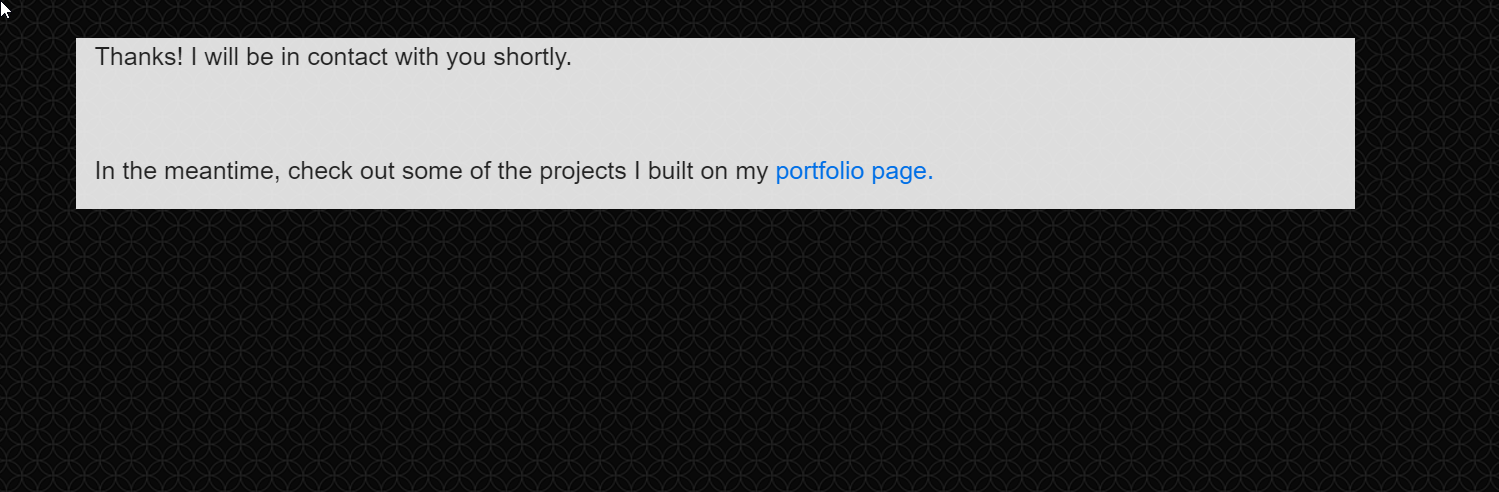 Thanks! I will be in contact with you shortly.
In the meantime, check out some of the projects I built on my portfolio page.